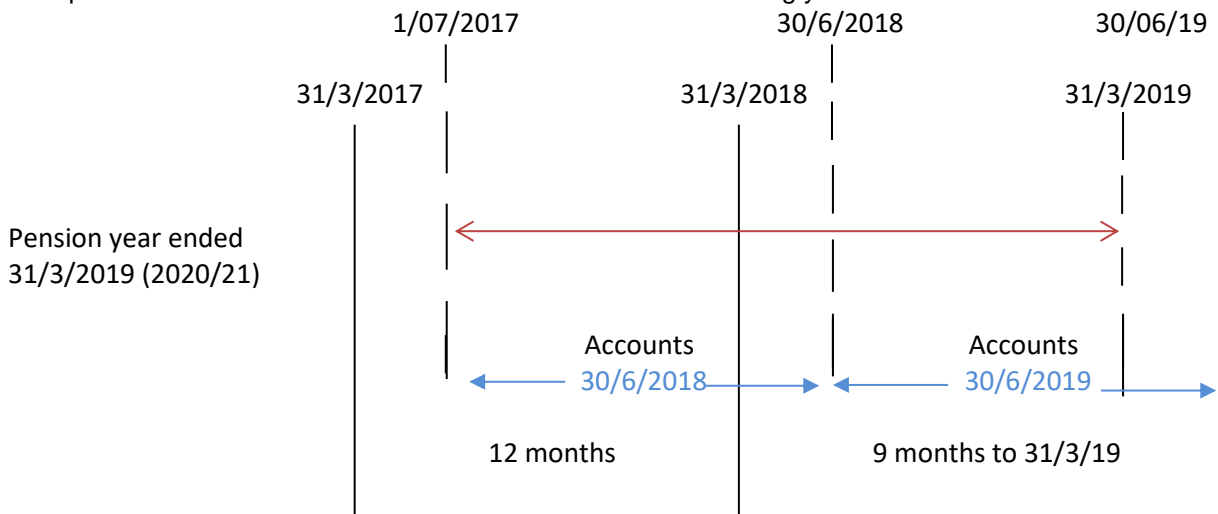 1/07/2017 30/6/2018 30/06/19
31/3/2017 31/3/2018 31/3/2019
Pension year ended
31/3/2019 (2020/21)
Accounts Accounts
30/6/2018 30/6/2019
12 months 9 months to 31/3/19